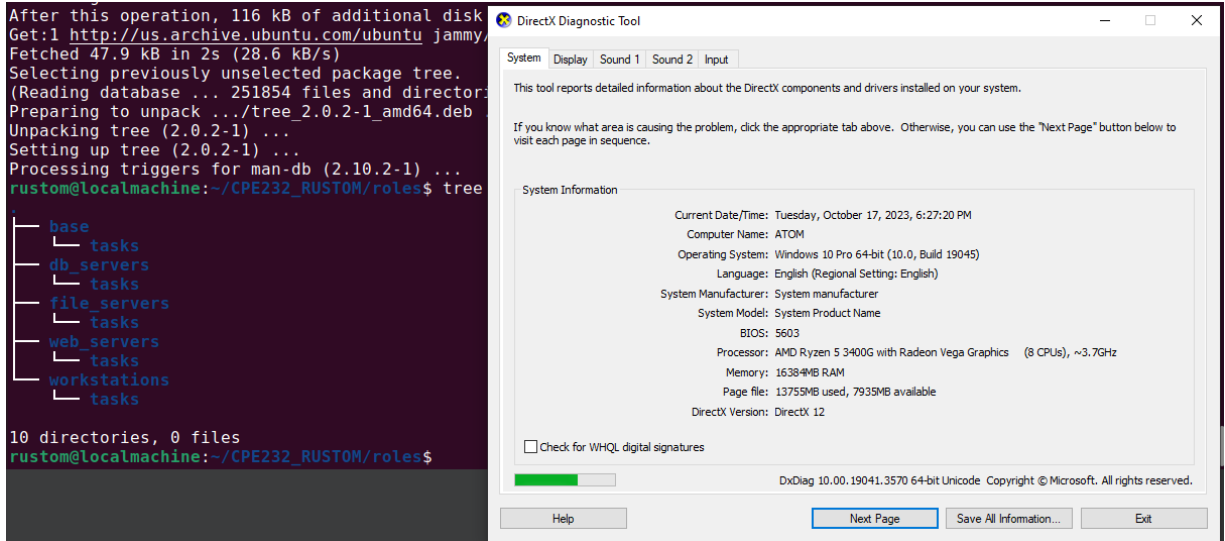 After this operation, 116 kB of additional disk
Get:1 http://us.archive.ubuntu.com/ubuntu jammy/
Fetched 47.9 kB in 2s (28.6 kB/s)
Selecting previously unselected package tree.
(Reading database ... 251854 files and directori
Preparing to unpack .../tree_2.0.2-1_amd64.deb .
Unpacking tree (2.0.2-1) ...
Setting up tree (2.0.2-1) ...
Processing triggers for man-db (2.10.2-1) ...
rustom@localmachine:~/CPE232_RUSTOM/roles$ tree
.
├── base
│   └── tasks
├── db_servers
│   └── tasks
├── file_servers
│   └── tasks
├── web_servers
│   └── tasks
└── workstations
    └── tasks
10 directories, 0 files
rustom@localmachine:~/CPE232_RUSTOM/roles$
DirectX Diagnostic Tool
System Display Sound 1 Sound 2 Input
This tool reports detailed information about the DirectX components and drivers installed on your system.
If you know what area is causing the problem, click the appropriate tab above. Otherwise, you can use the "Next Page" button below to
visit each page in sequence.
System Information
Current Date/Time: Tuesday, October 17, 2023, 6:27:20 PM
Computer Name: ATOM
Operating System: Windows 10 Pro 64-bit (10.0, Build 19045)
Language: English (Regional Setting: English)
System Manufacturer: System manufacturer
System Model: System Product Name
BIOS: 5603
Processor: AMD Ryzen 5 3400G with Radeon Vega Graphics (8 CPUs), ~3.7GHz
Memory: 16384MB RAM
Page file: 13755MB used, 7935MB available
DirectX Version: DirectX 12
Check for WHQL digital signatures
DxDiag 10.00.19041.3570 64-bit Unicode Copyright © Microsoft. All rights reserved.
Help Next Page Save All Information... Exit